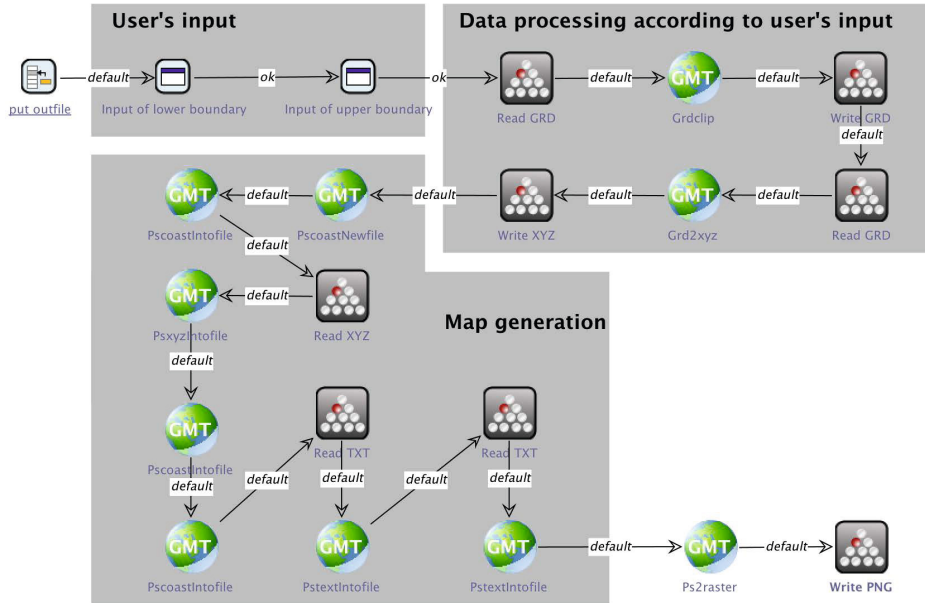 User's input
Data processing according to user's input
default
ok
ok
GMT
default
default
put outfile
Input of lower boundary
Input of upper boundary
Read GRD
Grdclip
Write GRD
default
GMT
default
GMT
default
default
GMT
default
PscoastIntofile
PscoastNewfile
Write XYZ
Grd2xyz
Read GRD
default
GMT
default
Map generation
PsxyzIntofile
Read XYZ
default
GMT
PscoastIntofile
Read TXT
Read TXT
default
default
default
default
default
GMT
GMT
GMT
default
GMT
default
PscoastIntofile
PstextIntofile
PstextIntofile
Ps2raster
Write PNG